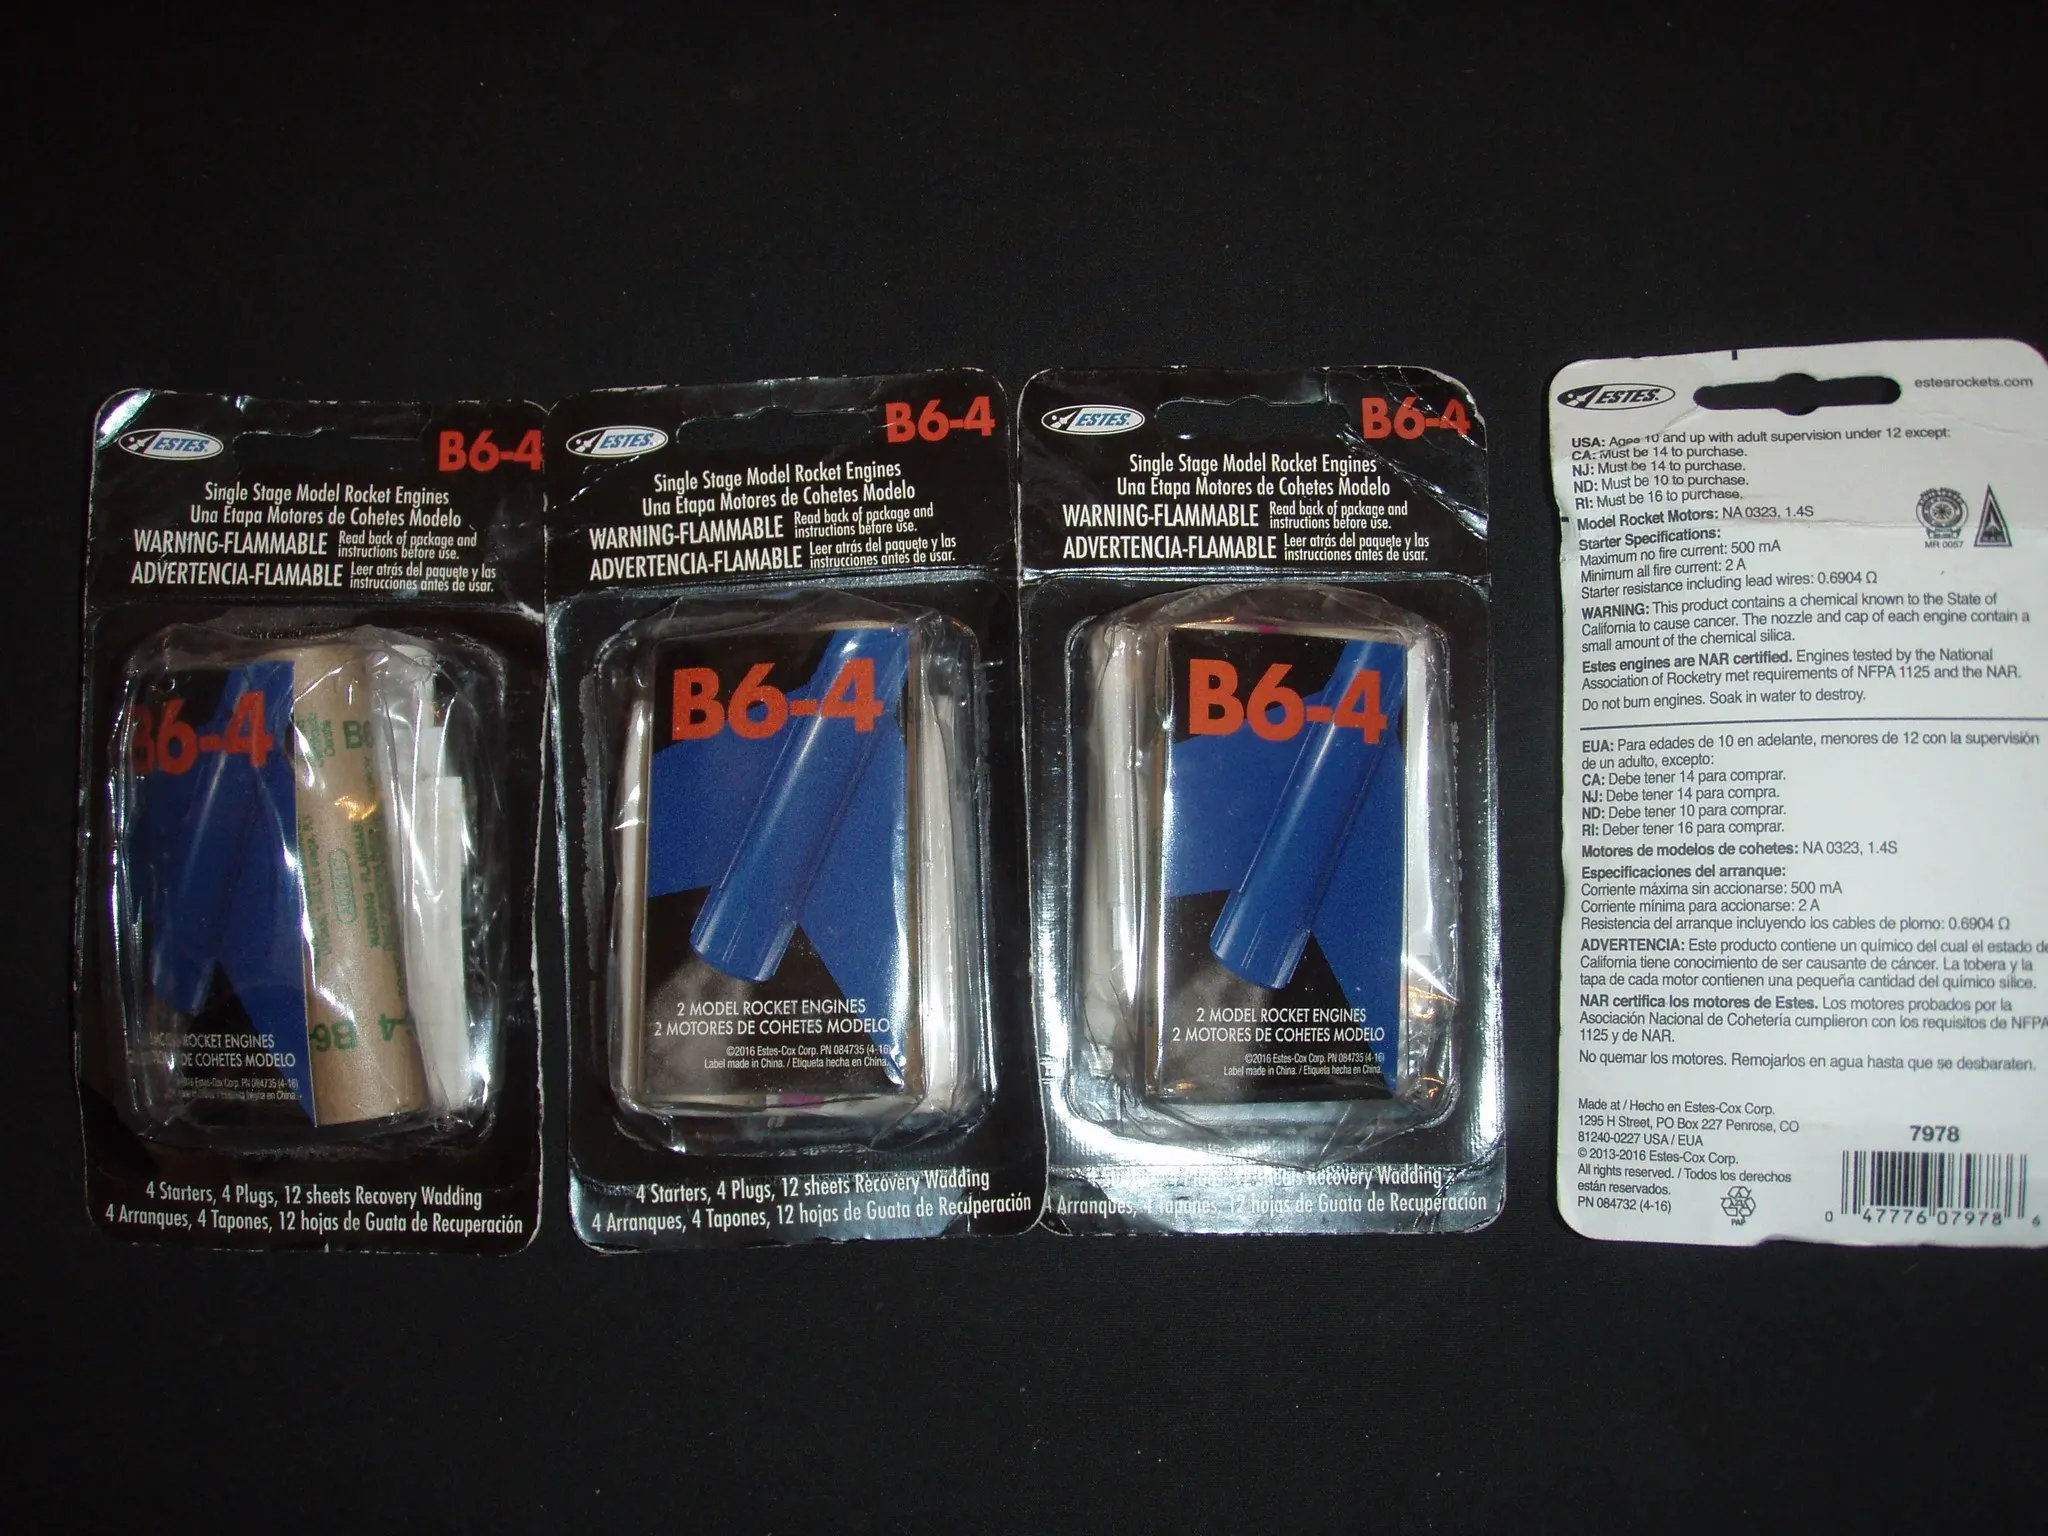 ESTES
B6-4
Single Stage Model Rocket Engines
Una Etapa Motores de Cohetes Modelo
WARNING-FLAMMABLE Read back of package and instructions before use.
ADVERTENCIA-FLAMABLE Leer atrás del paquete y las instrucciones antes de usar.
B6-4
ROCKET ENGINES
DE COHETES MODELO
Estes-Cox Corp. PN 084735 (4-16)
hecha en China.
B6
B6-4
4 Starters, 4 Plugs, 12 sheets Recovery Wadding
4 Arranques, 4 Tapones, 12 hojas de Guata de Recuperación
ESTES
B6-4
Single Stage Model Rocket Engines
Una Etapa Motores de Cohetes Modelo
WARNING-FLAMMABLE Read back of package and instructions before use.
ADVERTENCIA-FLAMABLE Leer atrás del paquete y las instrucciones antes de usar.
B6-4
2 MODEL ROCKET ENGINES
2 MOTORES DE COHETES MODELO
©2016 Estes-Cox Corp. PN 084735 (4-16)
Label made in China. / Etiqueta hecha en China.
4 Starters, 4 Plugs, 12 sheets Recovery Wadding
4 Arranques, 4 Tapones, 12 hojas de Guata de Recuperación
ESTES
B6-4
Single Stage Model Rocket Engines
Una Etapa Motores de Cohetes Modelo
WARNING-FLAMMABLE Read back of package and instructions before use.
ADVERTENCIA-FLAMABLE Leer atrás del paquete y las instrucciones antes de usar.
B6-4
2 MODEL ROCKET ENGINES
2 MOTORES DE COHETES MODELO
©2016 Estes-Cox Corp. PN 084735 (4-16)
Label made in China. / Etiqueta hecha en China.
sheets Recovery Wadding
4 Arranques, 4 Tapones, 12 hojas de Guata de Recuperación
ESTES
estesrockets.com
USA: Ages 10 and up with adult supervision under 12 except:
CA: Must be 14 to purchase.
NJ: Must be 14 to purchase.
ND: Must be 10 to purchase.
RI: Must be 16 to purchase.
Model Rocket Motors: NA 0323, 1.4S
MR 0057
Starter Specifications:
Maximum no fire current: 500 mA
Minimum all fire current: 2 A
Starter resistance including lead wires: 0.6904 Ω
WARNING: This product contains a chemical known to the State of
California to cause cancer. The nozzle and cap of each engine contain a
small amount of the chemical silica.
Estes engines are NAR certified. Engines tested by the National
Association of Rocketry met requirements of NFPA 1125 and the NAR.
Do not burn engines. Soak in water to destroy.
EUA: Para edades de 10 en adelante, menores de 12 con la supervisión
de un adulto, excepto:
CA: Debe tener 14 para comprar.
NJ: Debe tener 14 para compra.
ND: Debe tener 10 para comprar.
RI: Deber tener 16 para comprar.
Motores de modelos de cohetes: NA 0323, 1.4S
Especificaciones del arranque:
Corriente máxima sin accionarse: 500 mA
Corriente mínima para accionarse: 2 A
Resistencia del arranque incluyendo los cables de plomo: 0.6904 Ω
ADVERTENCIA: Este producto contiene un químico del cual el estado de
California tiene conocimiento de ser causante de cáncer. La tobera y la
tapa de cada motor contienen una pequeña cantidad del químico sílice.
NAR certifica los motores de Estes. Los motores probados por la
Asociación Nacional de Cohetería cumplieron con los requisitos de NFPA
1125 y de NAR.
No quemar los motores. Remojarlos en agua hasta que se desbaraten.
Made at / Hecho en Estes-Cox Corp.
1295 H Street, PO Box 227 Penrose, CO
81240-0227 USA / EUA
© 2013-2016 Estes-Cox Corp.
All rights reserved. / Todos los derechos
están reservados.
PN 084732 (4-16)
PAP
7978
0 47776 07978 6